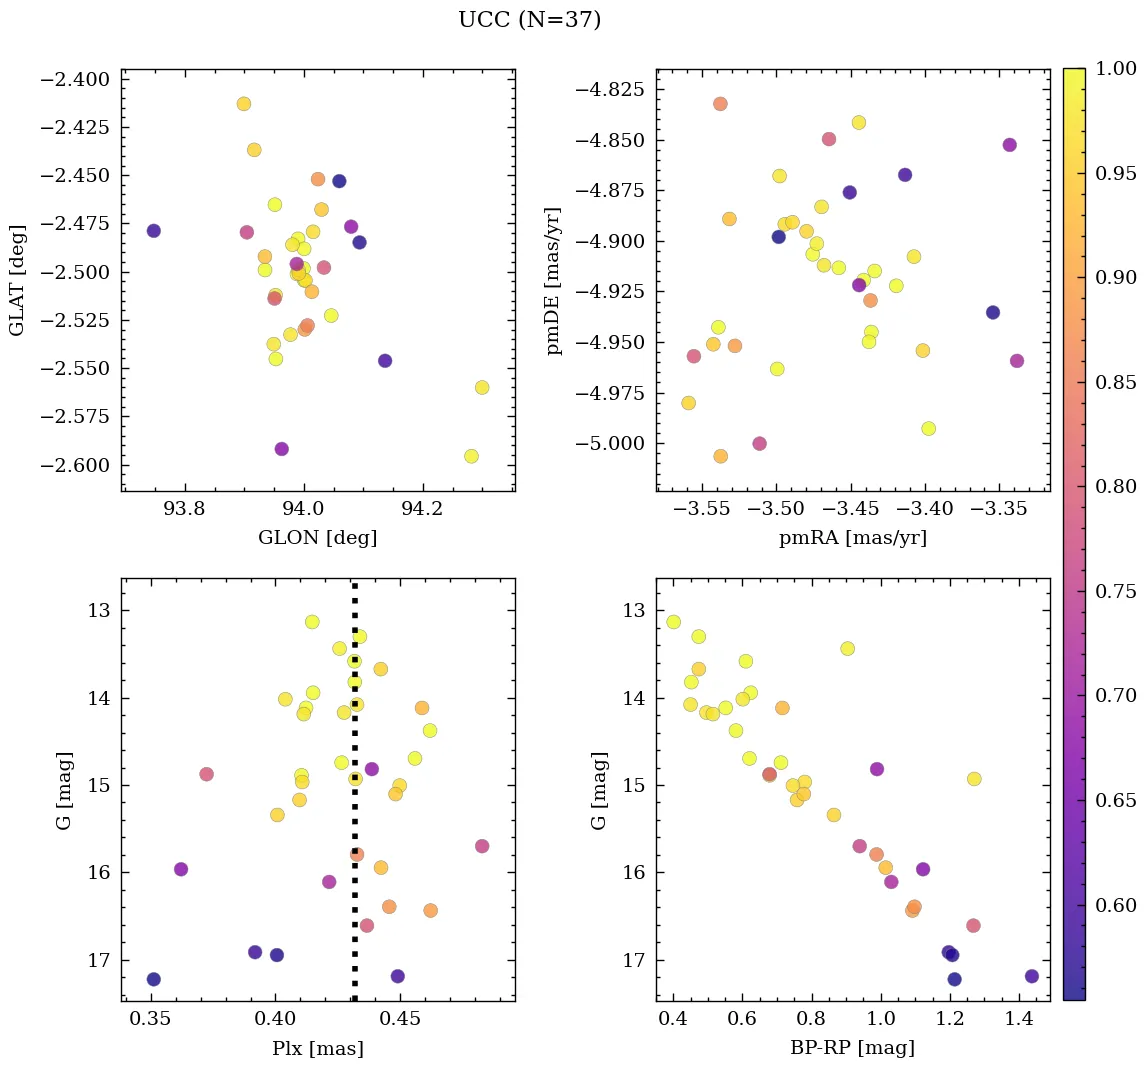 UCC (N=37)
−2.400
−2.425
−2.450
−2.475
−2.500
−2.525
−2.550
−2.575
−2.600
GLAT [deg]
93.8 94.0 94.2
GLON [deg]
−4.825
−4.850
−4.875
−4.900
−4.925
−4.950
−4.975
−5.000
pmDE [mas/yr]
−3.55 −3.50 −3.45 −3.40 −3.35
pmRA [mas/yr]
13
14
15
16
17
G [mag]
0.35 0.40 0.45
Plx [mas]
13
14
15
16
17
G [mag]
0.4 0.6 0.8 1.0 1.2 1.4
BP-RP [mag]
1.00
0.95
0.90
0.85
0.80
0.75
0.70
0.65
0.60